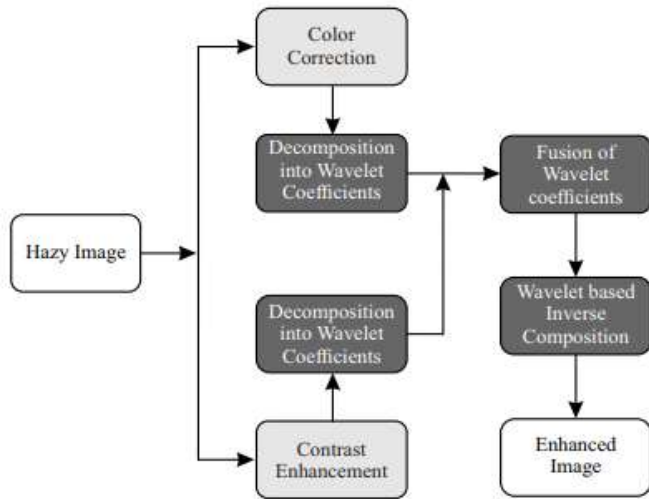 Color
Correction
Decomposition
into Wavelet
Coefficients
Fusion of
Wavelet
coefficients
Hazy Image
Decomposition
into Wavelet
Coefficients
Wavelet based
Inverse
Composition
Contrast
Enhancement
Enhanced
Image